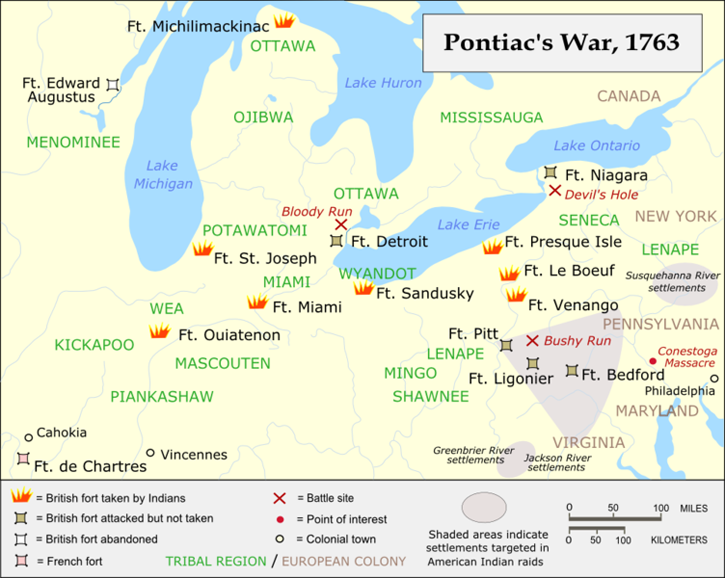 Pontiac's War, 1763
Ft. Michilimackinac
OTTAWA
Ft. Edward
Augustus
Lake Huron
CANADA
OJIBWA
MISSISSAUGA
MENOMINEE
Lake Ontario
Lake
Michigan
Ft. Niagara
Devil's Hole
OTTAWA
Bloody Run
Lake Erie
SENECA
NEW YORK
POTAWATOMI
Ft. Detroit
Ft. Presque Isle
LENAPE
Ft. St. Joseph
WYANDOT
Ft. Le Boeuf
Susquehanna River
settlements
MIAMI
Ft. Sandusky
WEA
Ft. Miami
Ft. Venango
PENNSYLVANIA
Ft. Ouiatenon
Ft. Pitt
Bushy Run
KICKAPOO
LENAPE
Conestoga
Massacre
MASCOUTEN
MINGO
Ft. Ligonier
Ft. Bedford
Philadelphia
PIANKASHAW
SHAWNEE
MARYLAND
Cahokia
VIRGINIA
Vincennes
Greenbrier River
settlements
Jackson River
settlements
Ft. de Chartres
= British fort taken by Indians
= British fort attacked but not taken
= British fort abandoned
= French fort
= Battle site
= Point of interest
= Colonial town
TRIBAL REGION / EUROPEAN COLONY
Shaded areas indicate
settlements targeted in
American Indian raids
0 50 100 MILES
0 50 100 KILOMETERS